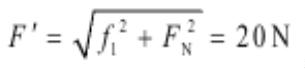 F′ = √(f₁² + F_N²) = 20 N